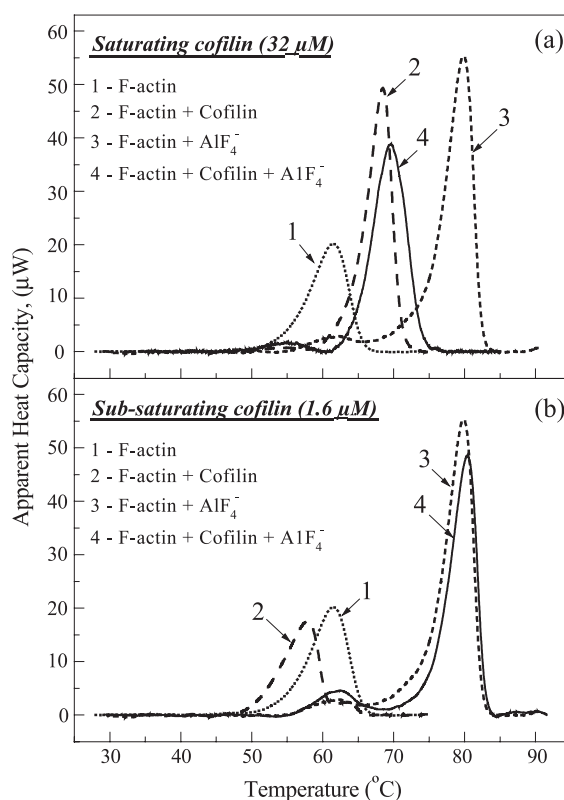 Saturating cofilin (32 µM)
(a)
1 - F-actin
2 - F-actin + Cofilin
3 - F-actin + AlF₄⁻
4 - F-actin + Cofilin + A1F₄⁻
1
2
4
3
60
50
40
30
20
10
0
Sub-saturating cofilin (1.6 µM)
(b)
1 - F-actin
2 - F-actin + Cofilin
3 - F-actin + AlF₄⁻
4 - F-actin + Cofilin + A1F₄⁻
2
1
3
4
60
50
40
30
20
10
0
Apparent Heat Capacity, (µW)
30 40 50 60 70 80 90
Temperature (°C)